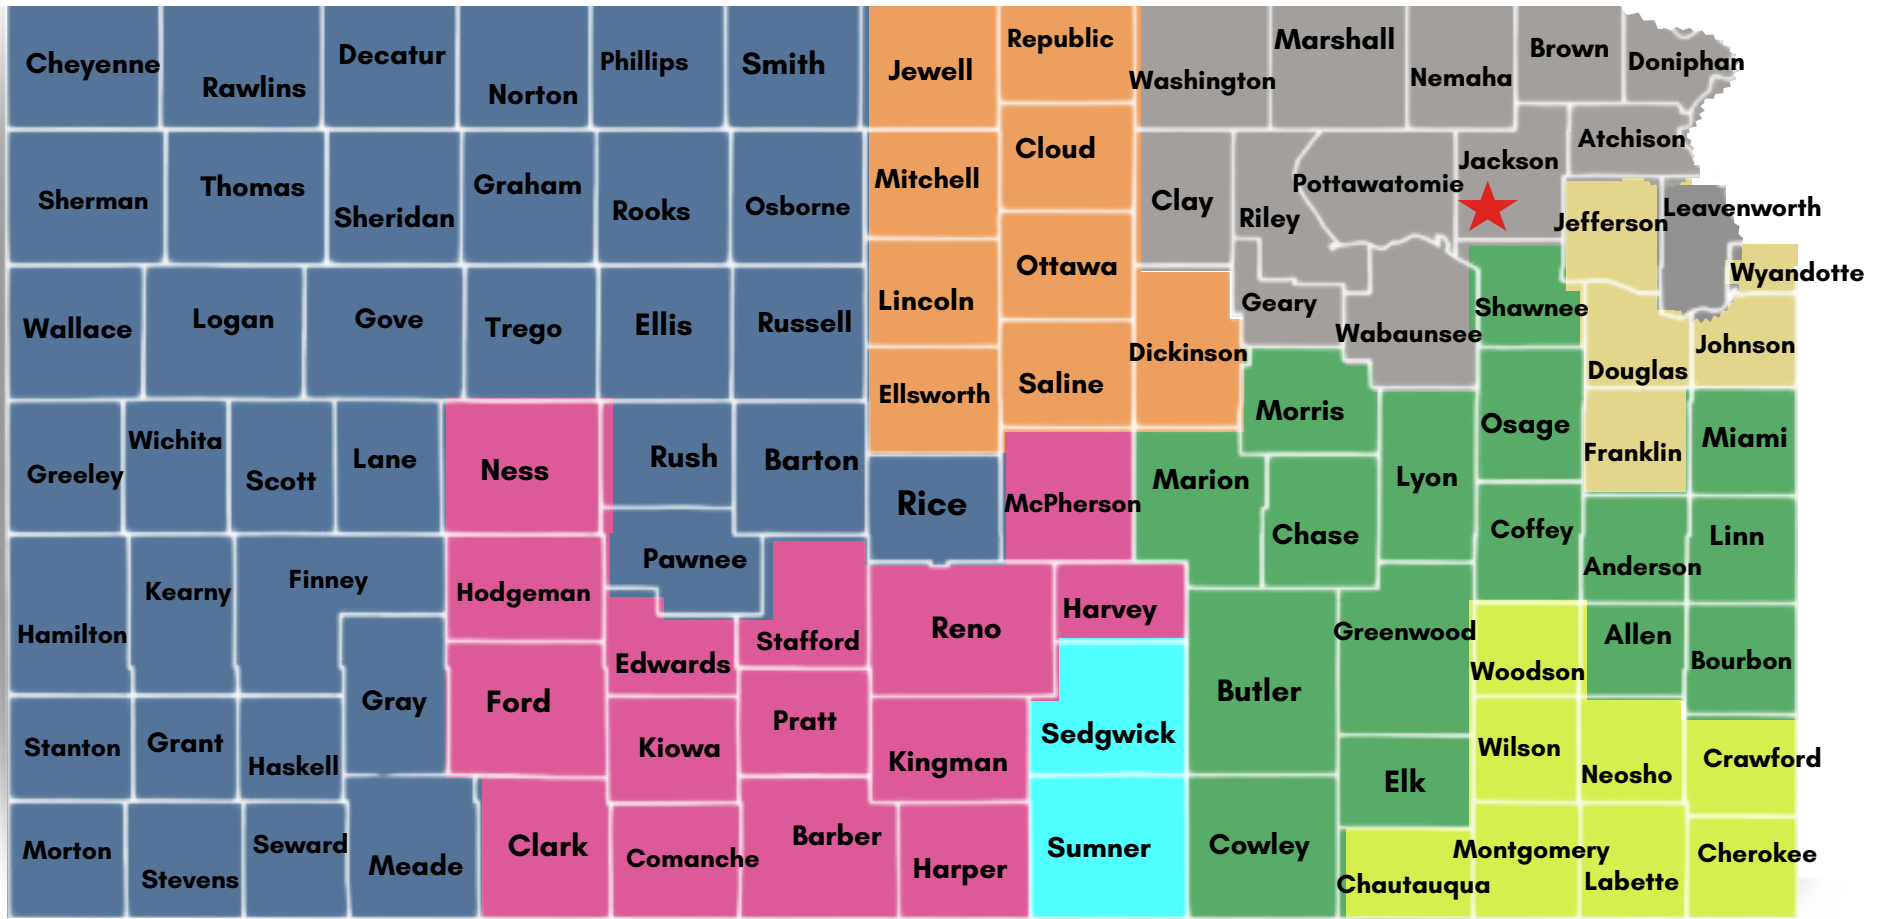 Cheyenne
Rawlins
Decatur
Norton
Phillips
Smith
Jewell
Republic
Washington
Marshall
Nemaha
Brown
Doniphan
Sherman
Thomas
Sheridan
Graham
Rooks
Osborne
Mitchell
Cloud
Clay
Riley
Pottawatomie
Jackson
Atchison
Jefferson
Leavenworth
Wyandotte
Wallace
Logan
Gove
Trego
Ellis
Russell
Lincoln
Ottawa
Ellsworth
Saline
Dickinson
Geary
Wabaunsee
Shawnee
Douglas
Johnson
Greeley
Wichita
Scott
Lane
Ness
Rush
Barton
Rice
McPherson
Marion
Morris
Chase
Lyon
Osage
Franklin
Miami
Coffey
Anderson
Linn
Hamilton
Kearny
Finney
Gray
Hodgeman
Pawnee
Edwards
Stafford
Reno
Harvey
Greenwood
Woodson
Allen
Bourbon
Ford
Kiowa
Pratt
Kingman
Sedgwick
Butler
Elk
Wilson
Neosho
Crawford
Stanton
Grant
Haskell
Morton
Stevens
Seward
Meade
Clark
Comanche
Barber
Harper
Sumner
Cowley
Chautauqua
Montgomery
Labette
Cherokee